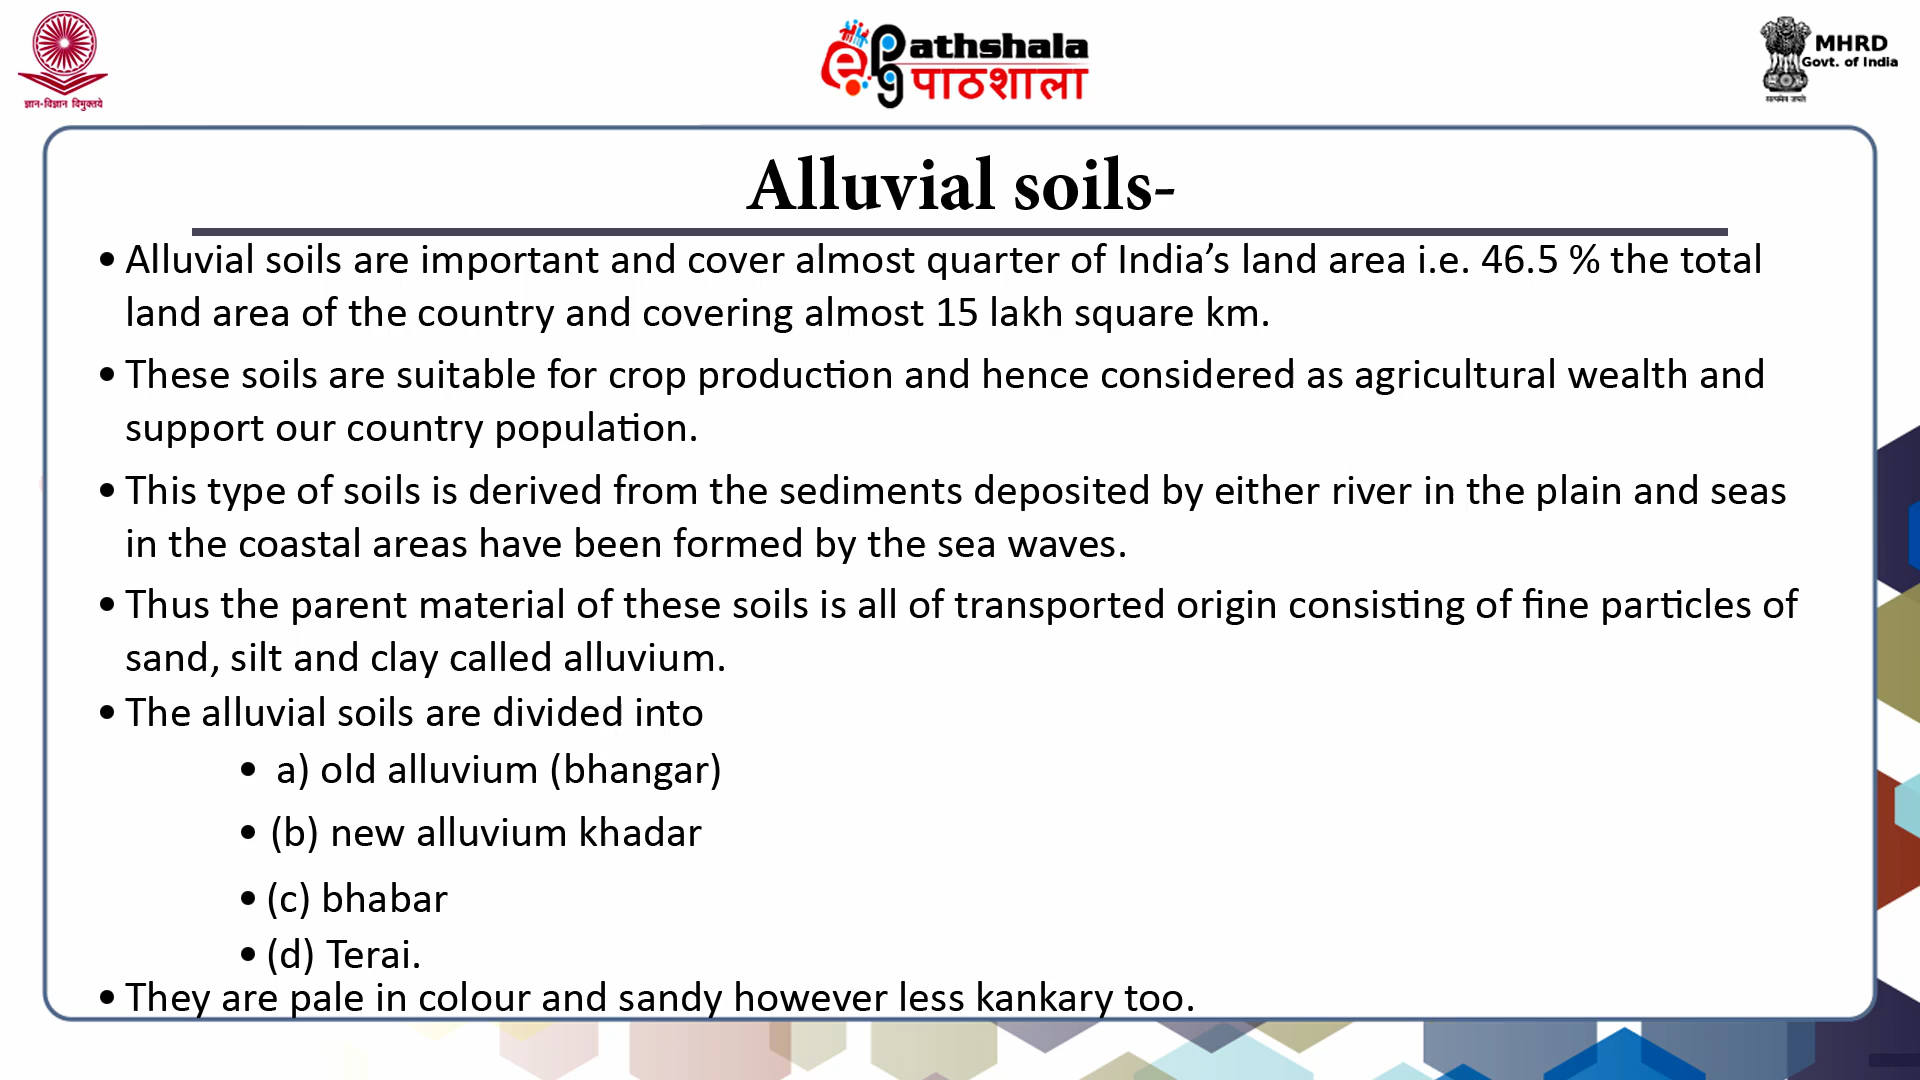 ज्ञान-विज्ञान विमुक्तये
ePG Pathshala
पाठशाला
MHRD
Govt. of India
सत्यमेव जयते
Alluvial soils-
• Alluvial soils are important and cover almost quarter of India’s land area i.e. 46.5 % the total
land area of the country and covering almost 15 lakh square km.
• These soils are suitable for crop production and hence considered as agricultural wealth and
support our country population.
• This type of soils is derived from the sediments deposited by either river in the plain and seas
in the coastal areas have been formed by the sea waves.
• Thus the parent material of these soils is all of transported origin consisting of fine particles of
sand, silt and clay called alluvium.
• The alluvial soils are divided into
• a) old alluvium (bhangar)
• (b) new alluvium khadar
• (c) bhabar
• (d) Terai.
• They are pale in colour and sandy however less kankary too.